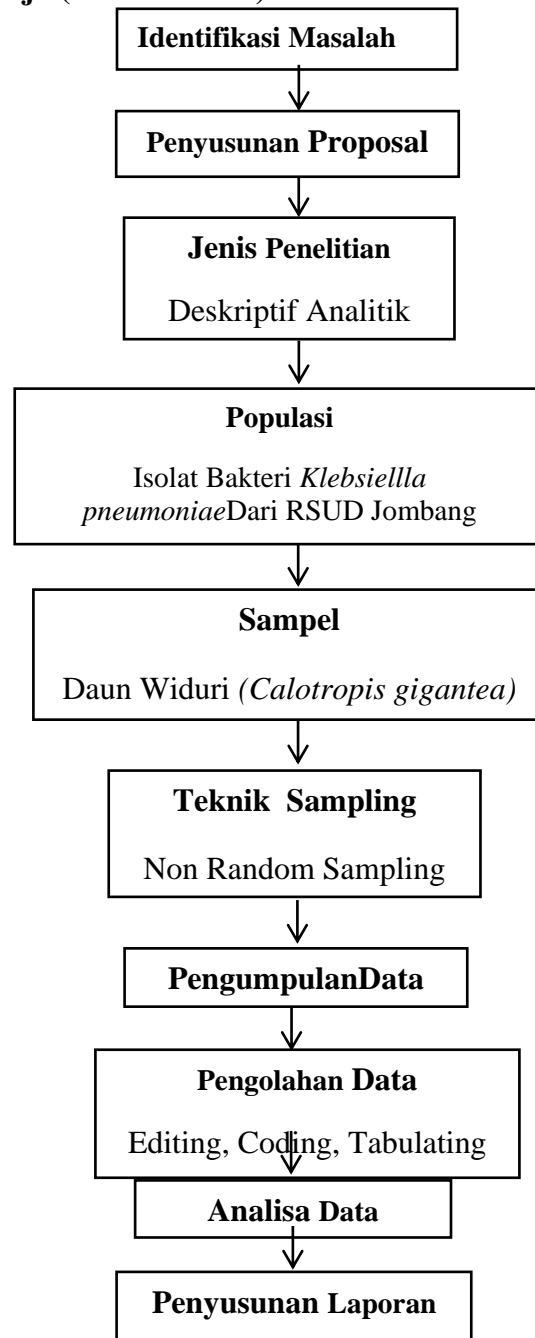 Identifikasi Masalah
Penyusunan Proposal
Jenis Penelitian
Deskriptif Analitik
Populasi
Isolat Bakteri Klebsiellla
pneumoniaeDari RSUD Jombang
Sampel
Daun Widuri (Calotropis gigantea)
Teknik Sampling
Non Random Sampling
PengumpulanData
Pengolahan Data
Editing, Coding, Tabulating
Analisa Data
Penyusunan Laporan